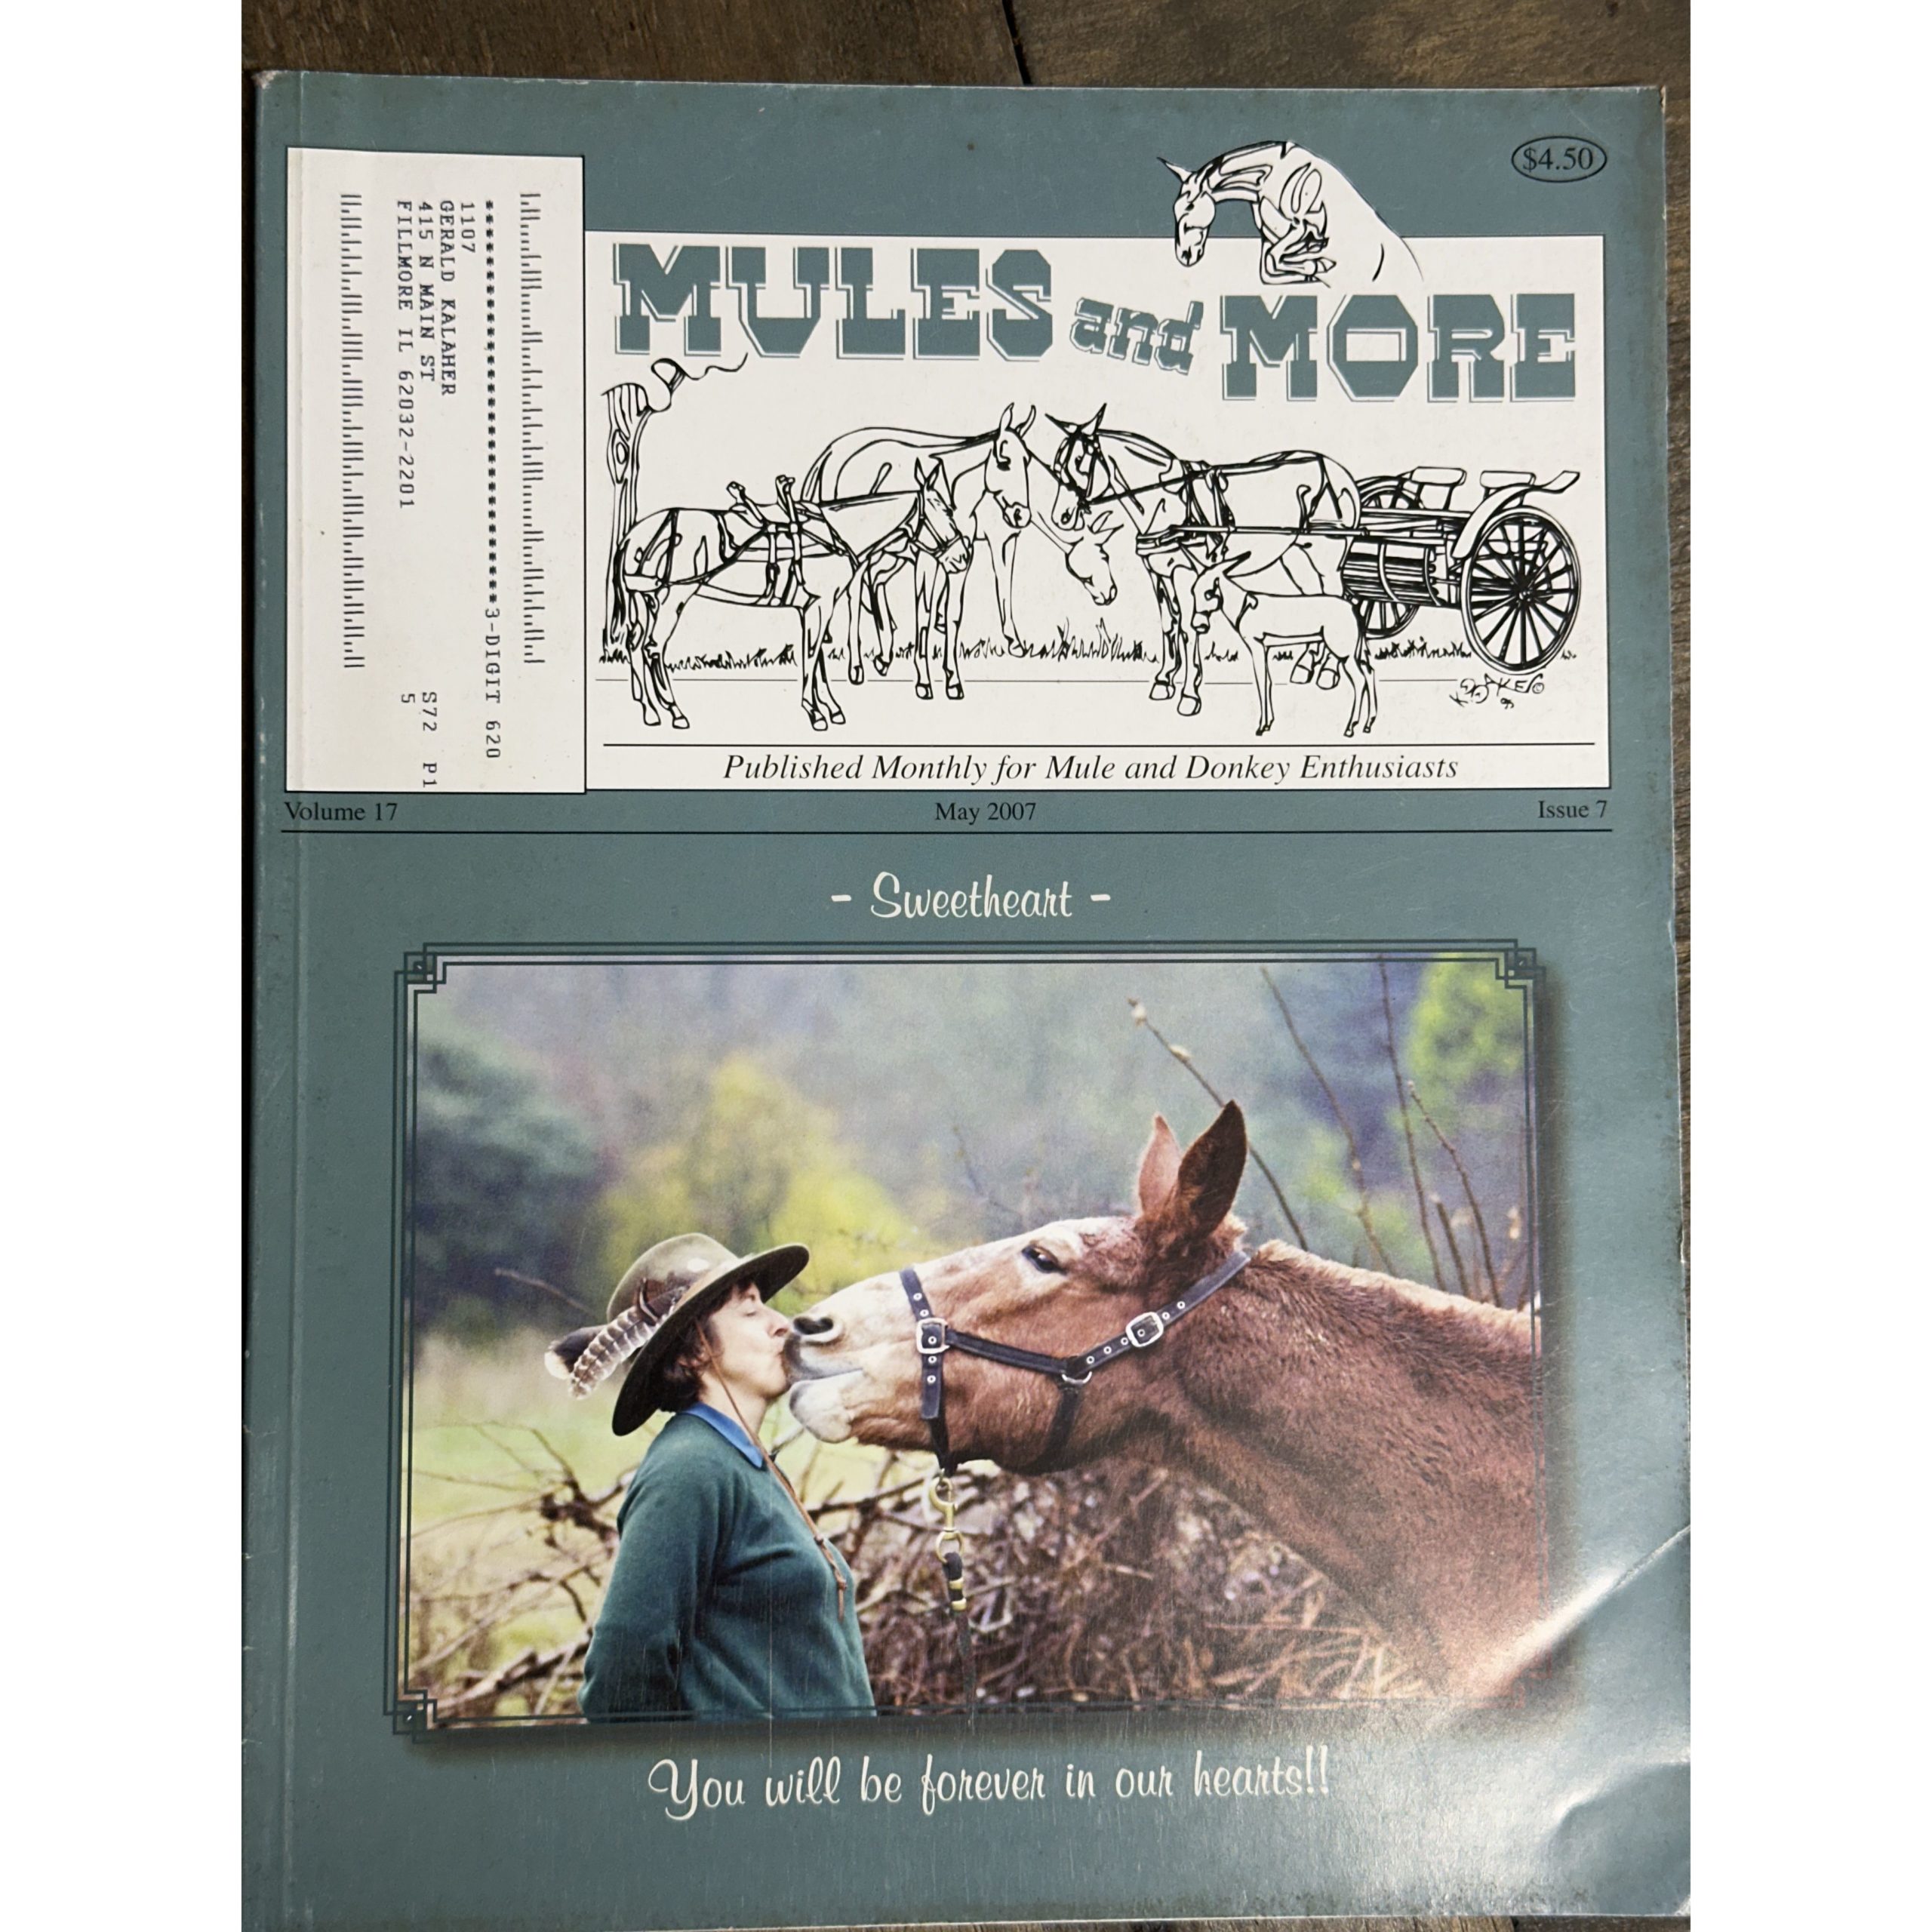 $4.50
************************3-DIGIT 620
1107
GERALD KALAHER
415 N MAIN ST S72 P1
FILLMORE IL 62032-2201 5
MULES and MORE
Published Monthly for Mule and Donkey Enthusiasts
Volume 17 May 2007 Issue 7
- Sweetheart -
You will be forever in our hearts!!